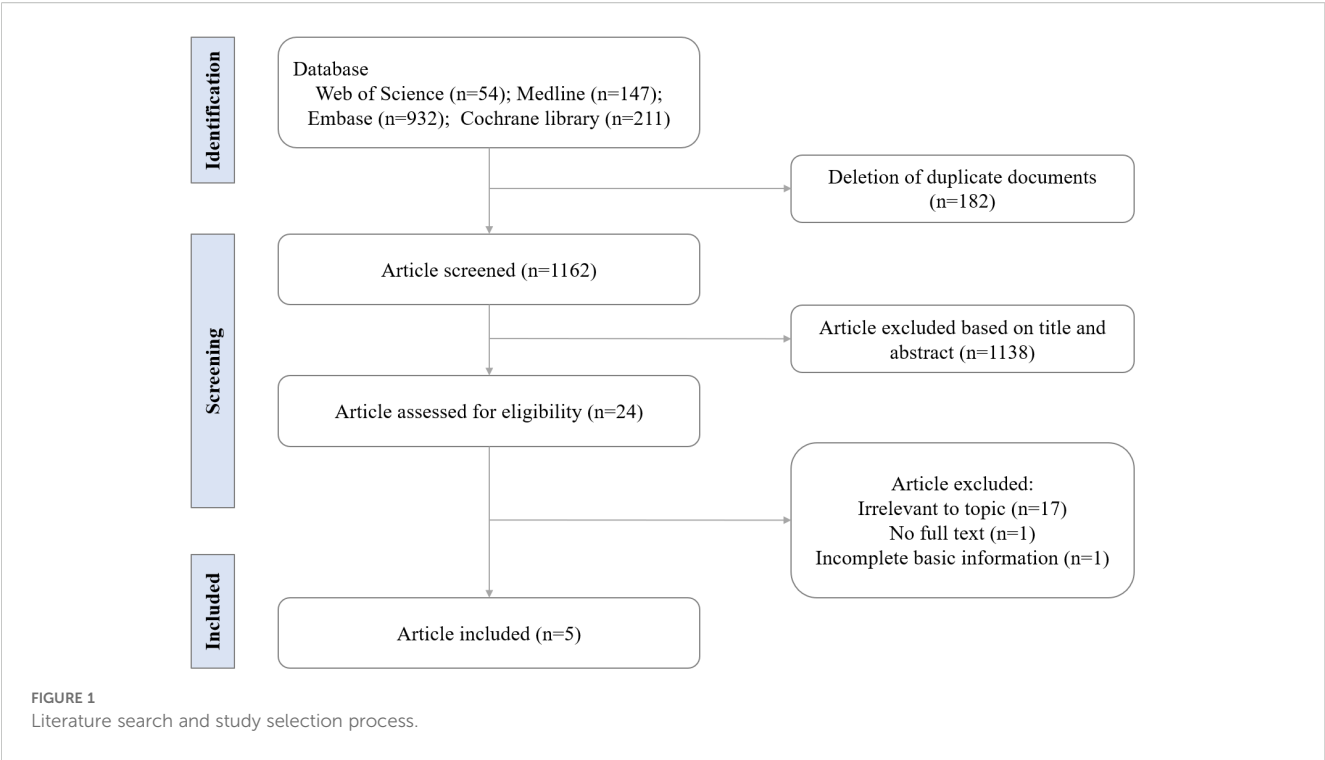 Identification
Database
Web of Science (n=54); Medline (n=147);
Embase (n=932); Cochrane library (n=211)
Deletion of duplicate documents
(n=182)
Screening
Article screened (n=1162)
Article excluded based on title and
abstract (n=1138)
Article assessed for eligibility (n=24)
Article excluded:
Irrelevant to topic (n=17)
No full text (n=1)
Incomplete basic information (n=1)
Included
Article included (n=5)
FIGURE 1
Literature search and study selection process.